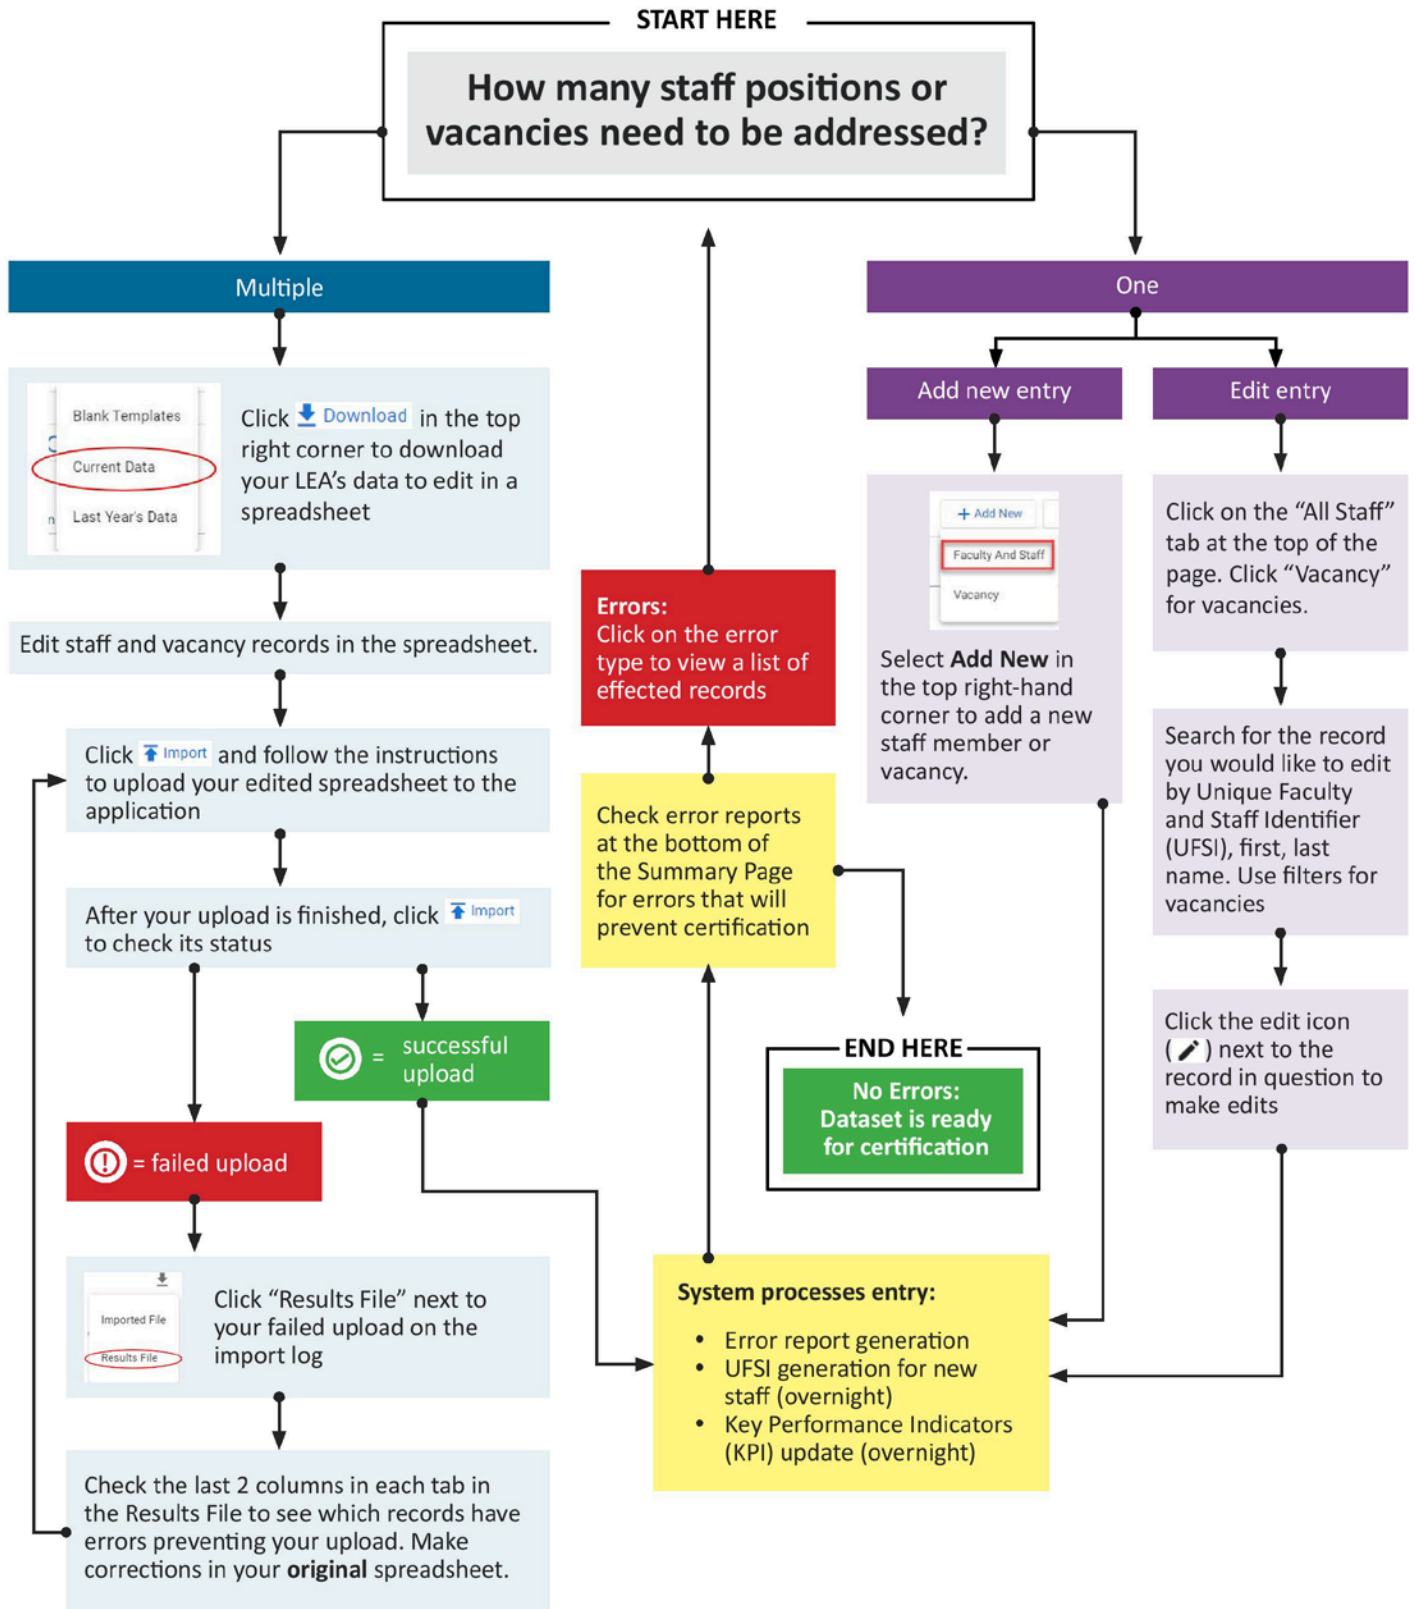 START HERE
How many staff positions or
vacancies need to be addressed?
Multiple
Blank Templates
Current Data
Last Year's Data
Click Download in the top
right corner to download
your LEA's data to edit in a
spreadsheet
Edit staff and vacancy records in the spreadsheet.
Click Import and follow the instructions
to upload your edited spreadsheet to the
application
After your upload is finished, click Import
to check its status
= successful
upload
= failed upload
Imported File
Results File
Click “Results File” next to
your failed upload on the
import log
Check the last 2 columns in each tab in
the Results File to see which records have
errors preventing your upload. Make
corrections in your original spreadsheet.
Errors:
Click on the error
type to view a list of
effected records
Check error reports
at the bottom of
the Summary Page
for errors that will
prevent certification
END HERE
No Errors:
Dataset is ready
for certification
System processes entry:
• Error report generation
• UFSI generation for new
staff (overnight)
• Key Performance Indicators
(KPI) update (overnight)
One
Add new entry
+ Add New
Faculty And Staff
Vacancy
Select Add New in
the top right-hand
corner to add a new
staff member or
vacancy.
Edit entry
Click on the “All Staff”
tab at the top of the
page. Click “Vacancy”
for vacancies.
Search for the record
you would like to edit
by Unique Faculty
and Staff Identifier
(UFSI), first, last
name. Use filters for
vacancies
Click the edit icon
( ) next to the
record in question to
make edits